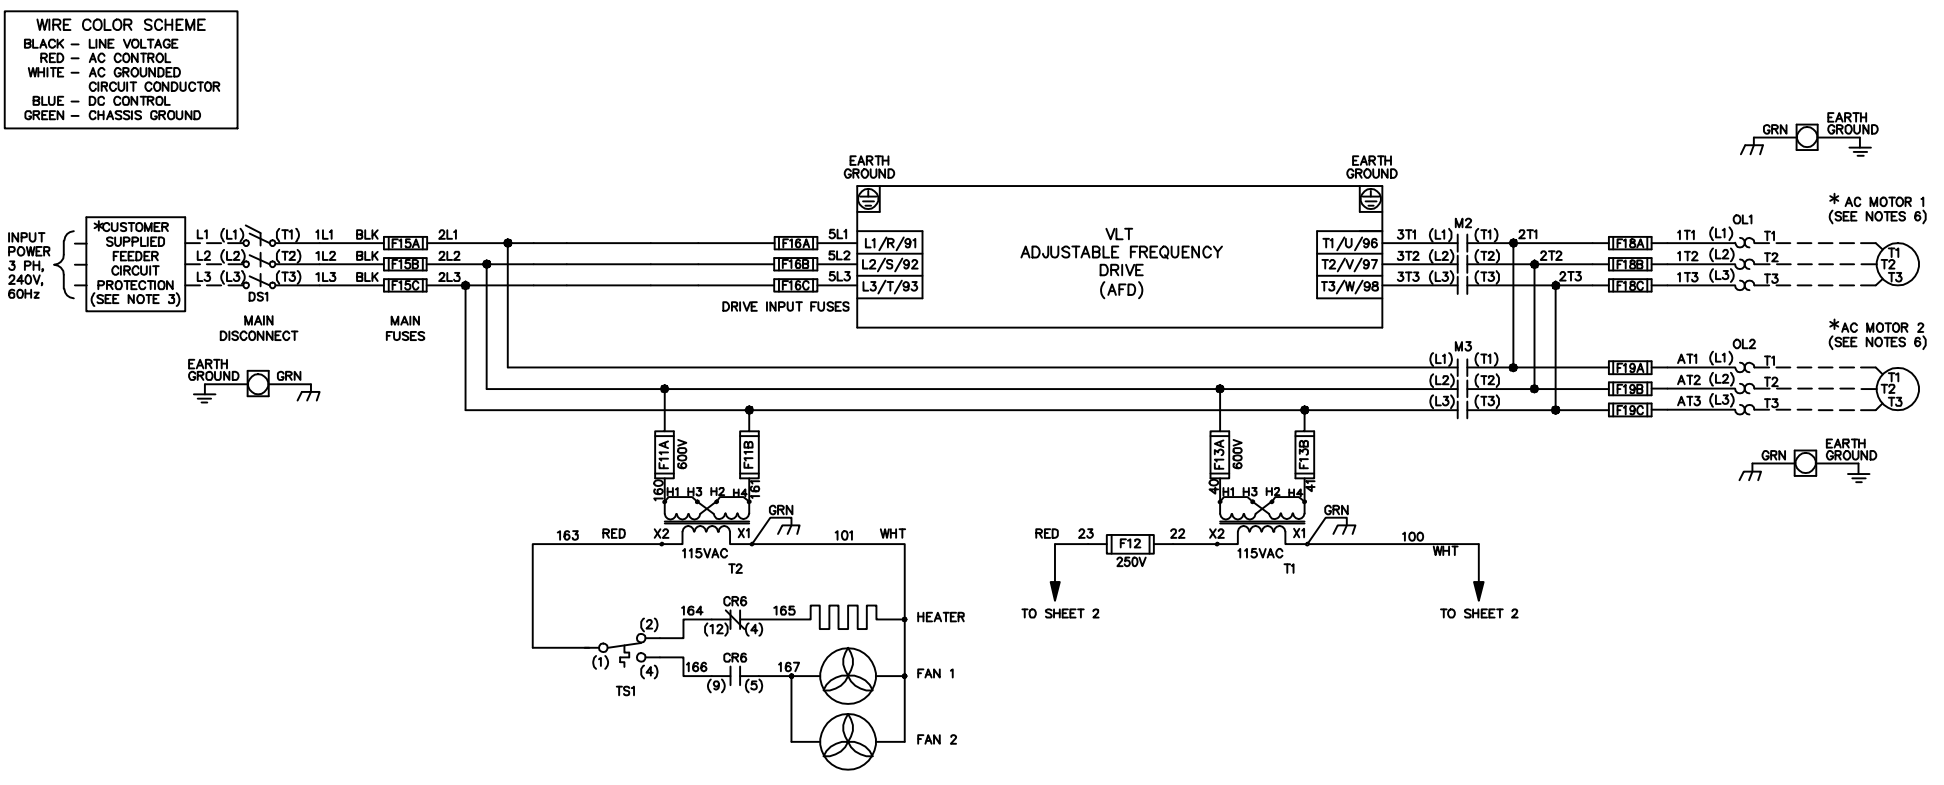 WIRE COLOR SCHEME
BLACK – LINE VOLTAGE
RED – AC CONTROL
WHITE – AC GROUNDED
CIRCUIT CONDUCTOR
BLUE – DC CONTROL
GREEN – CHASSIS GROUND
INPUT
POWER
3 PH,
240V,
60Hz
*CUSTOMER
SUPPLIED
FEEDER
CIRCUIT
PROTECTION
(SEE NOTE 3)
L1 (L1) (T1) 1L1 BLK F15A 2L1
L2 (L2) (T2) 1L2 BLK F15B 2L2
L3 (L3) (T3) 1L3 BLK F15C 2L3
DS1
MAIN
DISCONNECT
MAIN
FUSES
EARTH
GROUND
GRN
F16A 5L1
F16B 5L2
F16C 5L3
DRIVE INPUT FUSES
EARTH
GROUND
L1/R/91
L2/S/92
L3/T/93
VLT
ADJUSTABLE FREQUENCY
DRIVE
(AFD)
EARTH
GROUND
T1/U/96
T2/V/97
T3/W/98
M2
3T1 (L1) (T1) 2T1
3T2 (L2) (T2) 2T2
3T3 (L3) (T3) 2T3
F18A 1T1 (L1) T1
F18B 1T2 (L2) T2
F18C 1T3 (L3) T3
OL1
GRN
EARTH
GROUND
* AC MOTOR 1
(SEE NOTES 6)
T1
T2
T3
M3
(L1) (T1)
(L2) (T2)
(L3) (T3)
F19A AT1 (L1) T1
F19B AT2 (L2) T2
F19C AT3 (L3) T3
OL2
*AC MOTOR 2
(SEE NOTES 6)
T1
T2
T3
GRN
EARTH
GROUND
F11A
600V
F11B
160
161
H1 H3 H2 H4
GRN
163 RED X2 X1 101 WHT
115VAC
T2
164 CR6 165
(12) (4)
HEATER
(2)
(1)
(4)
TS1
166 CR6 167
(9) (5)
FAN 1
FAN 2
F13A
600V
F13B
40
41
H1 H3 H2 H4
GRN
RED 23 F12 22 X2 X1 100
WHT
250V
115VAC
T1
TO SHEET 2
TO SHEET 2